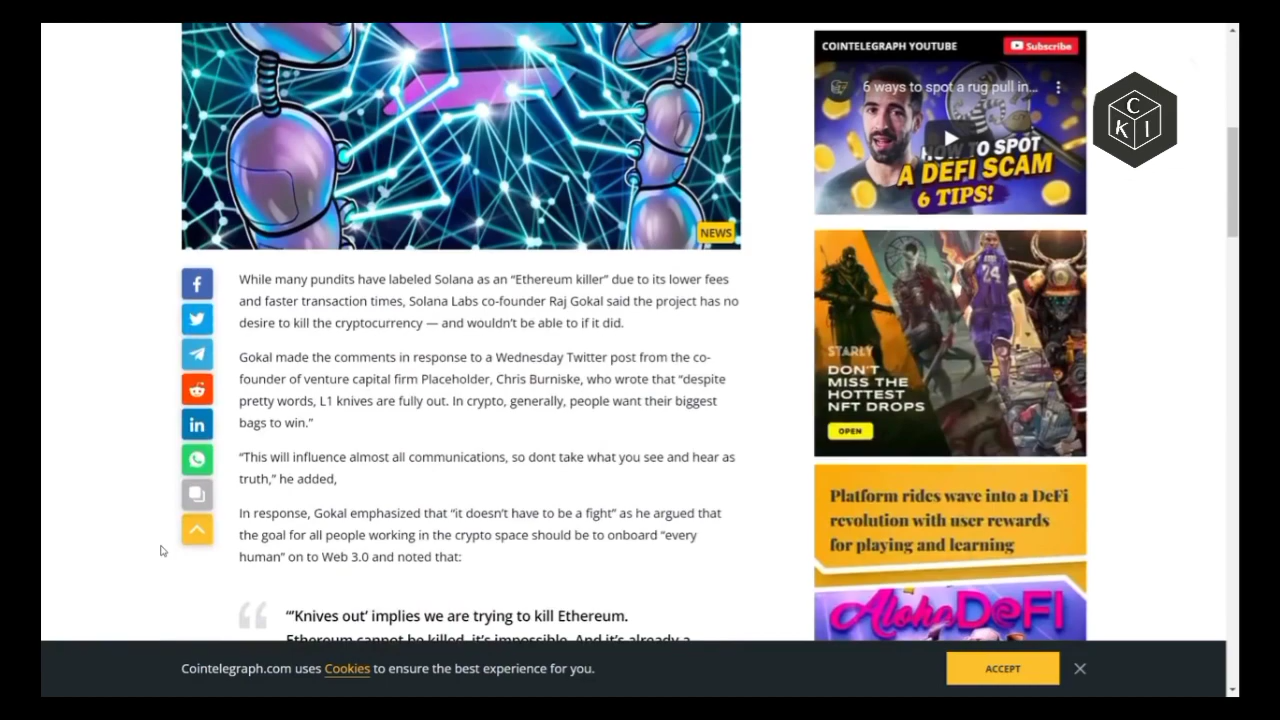 NEWS
While many pundits have labeled Solana as an “Ethereum killer” due to its lower fees
and faster transaction times, Solana Labs co-founder Raj Gokal said the project has no
desire to kill the cryptocurrency — and wouldn’t be able to if it did.
Gokal made the comments in response to a Wednesday Twitter post from the co-
founder of venture capital firm Placeholder, Chris Burniske, who wrote that “despite
pretty words, L1 knives are fully out. In crypto, generally, people want their biggest
bags to win.”
“This will influence almost all communications, so dont take what you see and hear as
truth,” he added,
In response, Gokal emphasized that “it doesn’t have to be a fight” as he argued that
the goal for all people working in the crypto space should be to onboard “every
human” on to Web 3.0 and noted that:
“‘Knives out’ implies we are trying to kill Ethereum.
Ethereum cannot be killed, it’s impossible. And it’s already a
COINTELEGRAPH YOUTUBE
Subscribe
6 ways to spot a rug pull in...
HOW TO SPOT
A DEFI SCAM
6 TIPS!
C
K I
24
STARLY
DON'T
MISS THE
HOTTEST
NFT DROPS
OPEN
Platform rides wave into a DeFi
revolution with user rewards
for playing and learning
AlohaDeFI
Cointelegraph.com uses Cookies to ensure the best experience for you.
ACCEPT